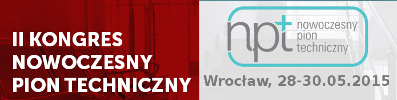 II KONGRES
NOWOCZESNY
PION TECHNICZNY
npt+ nowoczesny
pion
techniczny
Wrocław, 28-30.05.2015